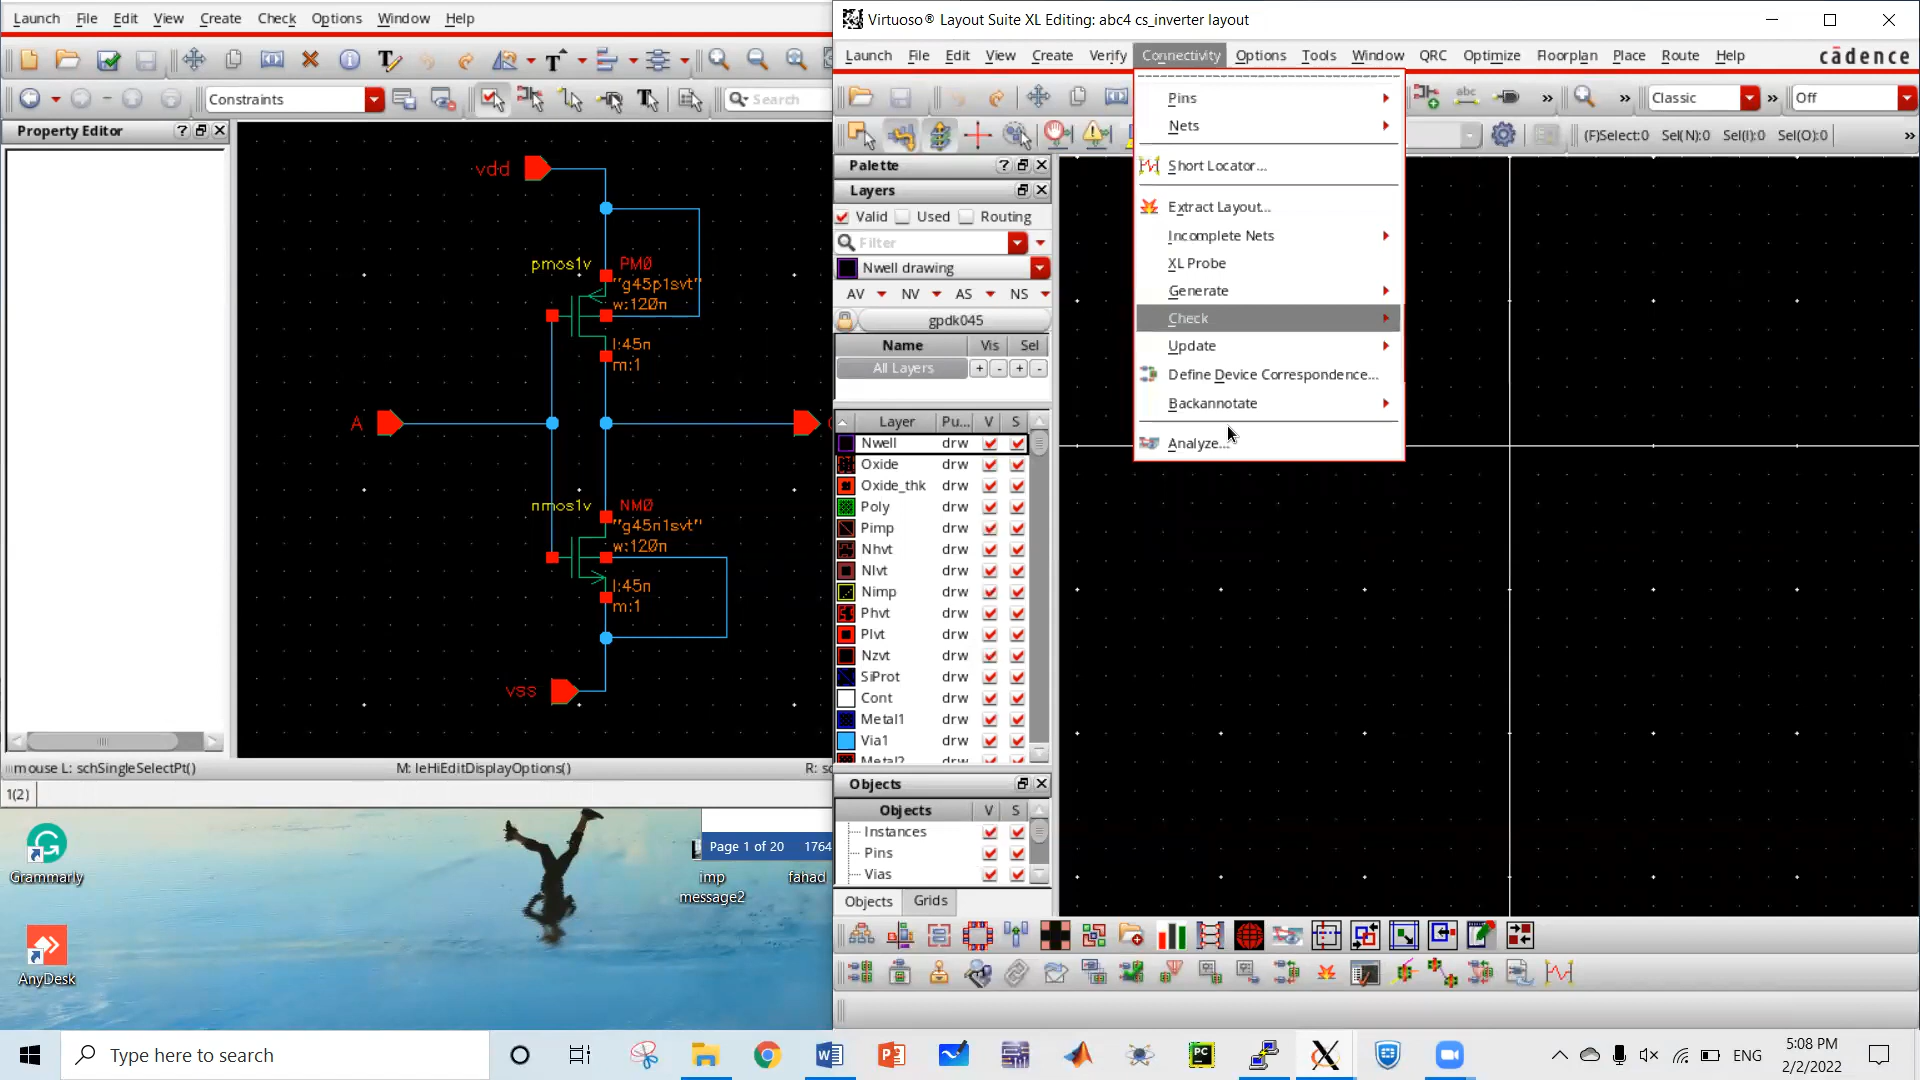 Launch File Edit View Create Check Options Window Help
Constraints
Search
Property Editor
vdd
pmos1v PM0
"g45p1svt"
w:120n
l:45n
m:1
A
nmos1v NM0
"g45n1svt"
w:120n
l:45n
m:1
vss
mouse L: schSingleSelectPt() M: leHiEditDisplayOptions()
1(2)
Virtuoso® Layout Suite XL Editing: abc4 cs_inverter layout
Launch File Edit View Create Verify Connectivity Options Tools Window QRC Optimize Floorplan Place Route Help
cādence
abc
Classic
Off
(F)Select:0 Sel(N):0 Sel(I):0 Sel(O):0
Pins
Nets
Short Locator...
Extract Layout...
Incomplete Nets
XL Probe
Generate
Check
Update
Define Device Correspondence...
Backannotate
Analyze...
Palette
Layers
Valid Used Routing
Filter
Nwell drawing
AV NV AS NS
gpdk045
Name Vis Sel
All Layers + - + -
Layer Pu... V S
Nwell drw
Oxide drw
Oxide_thk drw
Poly drw
Pimp drw
Nhvt drw
Nlvt drw
Nimp drw
Phvt drw
Plvt drw
Nzvt drw
SiProt drw
Cont drw
Metal1 drw
Via1 drw
Metal2 drw
Objects
Objects V S
Instances
Pins
Vias
Objects Grids
Grammarly
AnyDesk
Page 1 of 20 1764
imp
message2
fahad
Type here to search
ENG
5:08 PM
2/2/2022